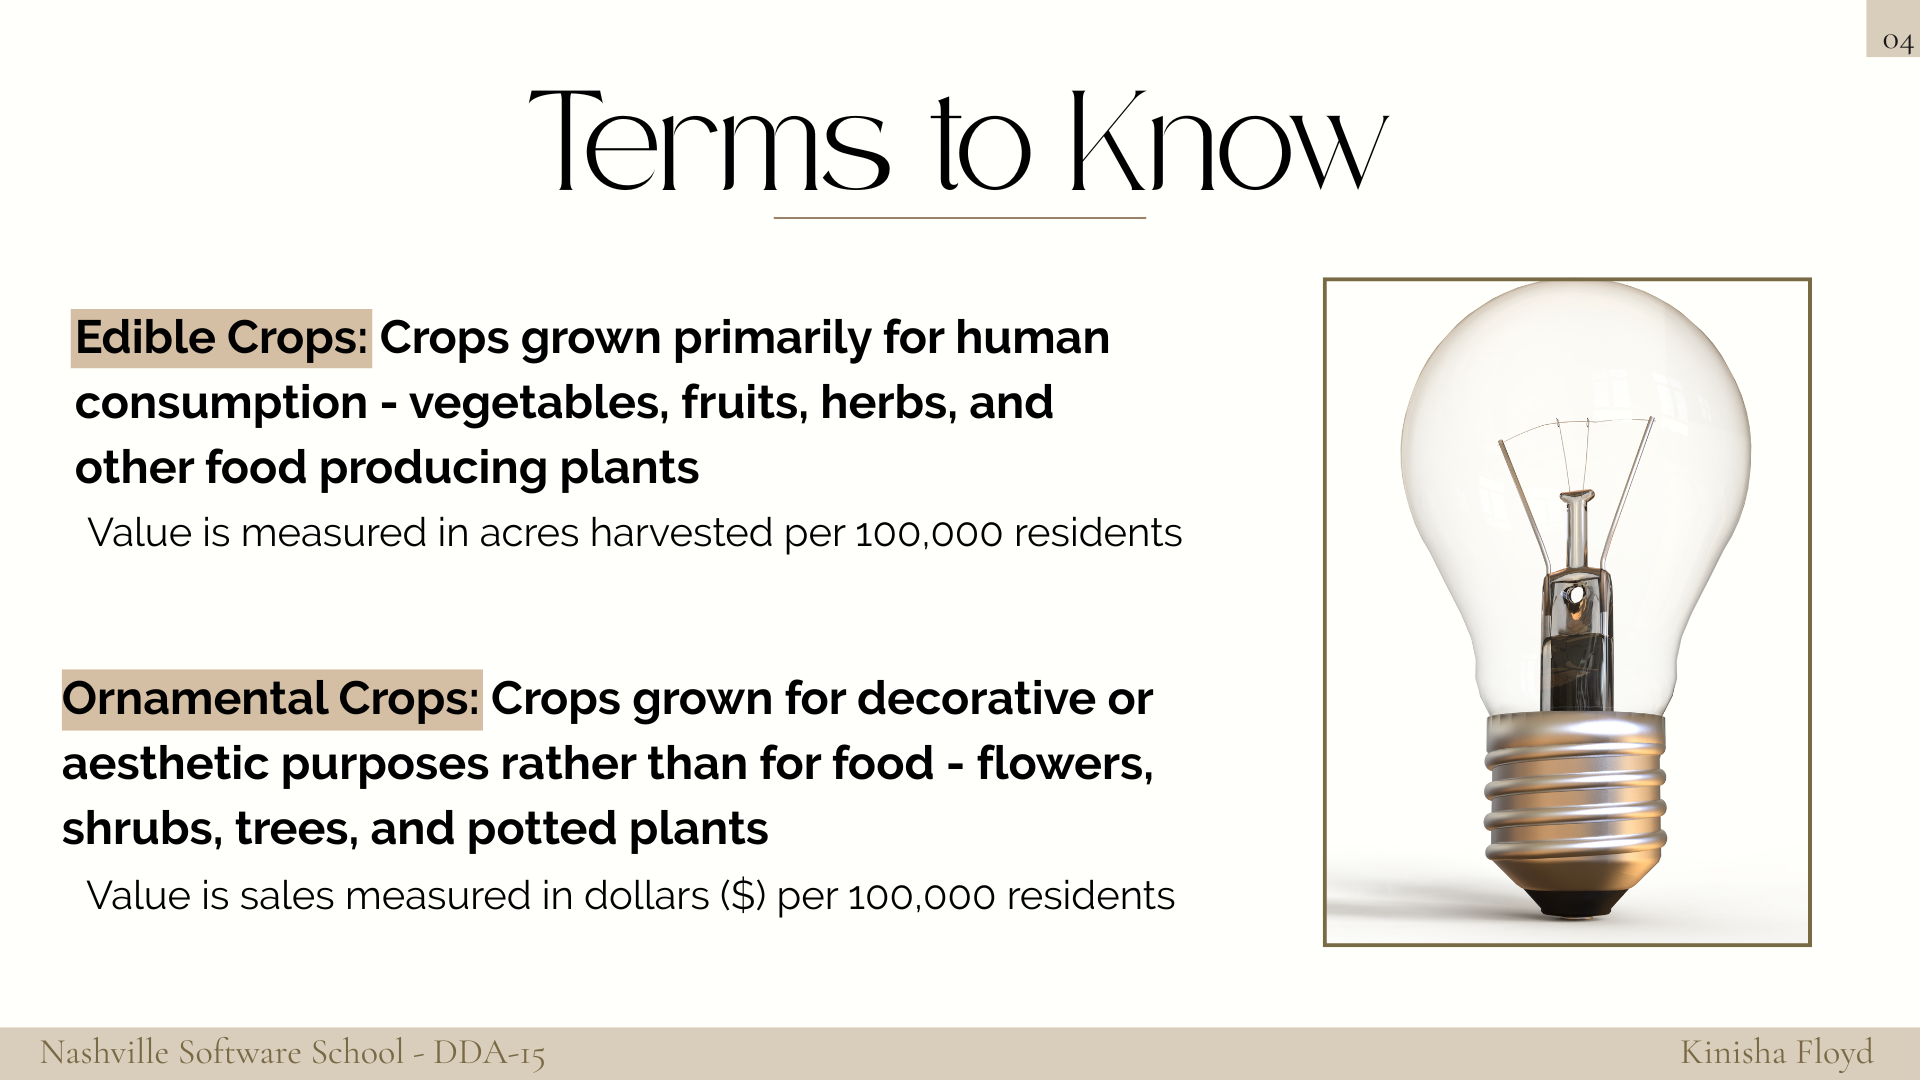 04
Terms to Know
Edible Crops: Crops grown primarily for human
consumption - vegetables, fruits, herbs, and
other food producing plants
Value is measured in acres harvested per 100,000 residents
Ornamental Crops: Crops grown for decorative or
aesthetic purposes rather than for food - flowers,
shrubs, trees, and potted plants
Value is sales measured in dollars ($) per 100,000 residents
Nashville Software School - DDA-15
Kinisha Floyd